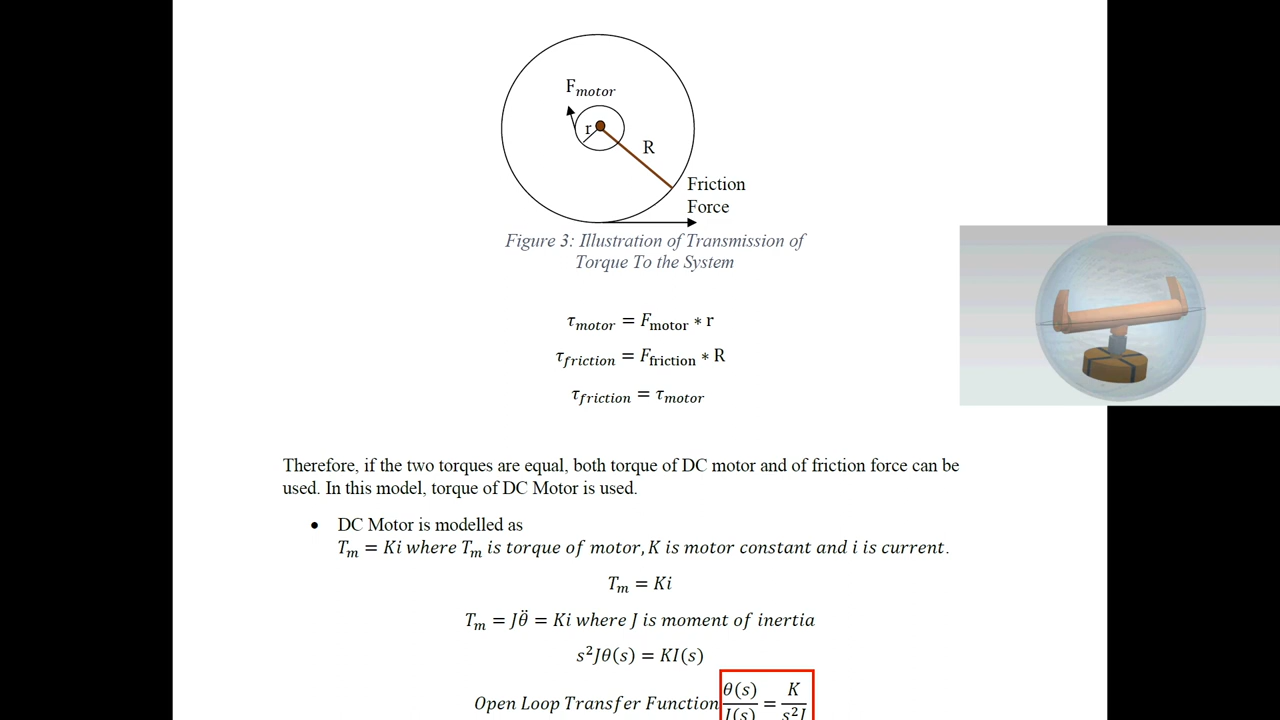 F_motor
r
R
Friction
Force
Figure 3: Illustration of Transmission of
Torque To the System
τ_motor = F_motor ∗ r
τ_friction = F_friction ∗ R
τ_friction = τ_motor
Therefore, if the two torques are equal, both torque of DC motor and of friction force can be
used. In this model, torque of DC Motor is used.
• DC Motor is modelled as
T_m = Ki where T_m is torque of motor, K is motor constant and i is current.
T_m = Ki
T_m = Jθ̈ = Ki where J is moment of inertia
s²Jθ(s) = KI(s)
Open Loop Transfer Function θ(s)/I(s) = K/s²J